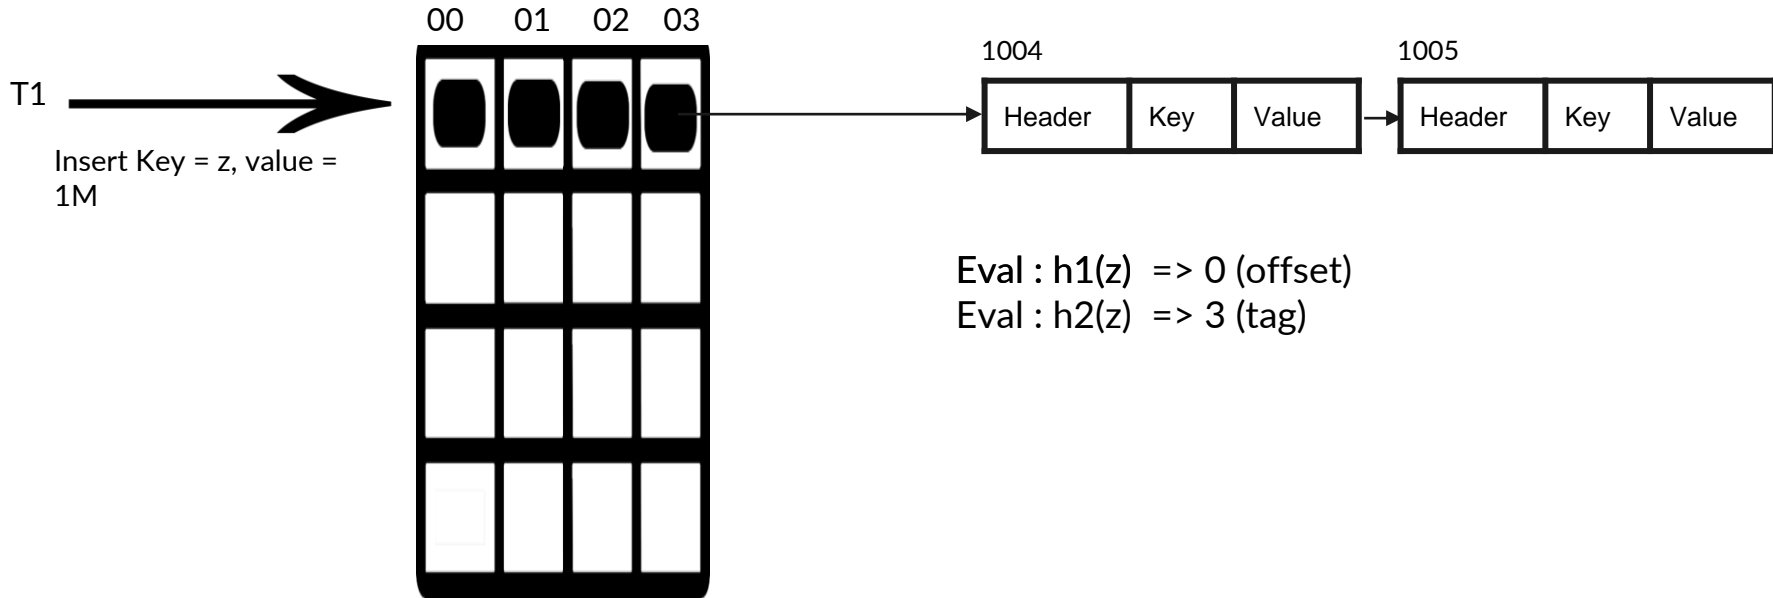 00 01 02 03
T1
Insert Key = z, value =
1M
1004
Header Key Value
1005
Header Key Value
Eval : h1(z) => 0 (offset)
Eval : h2(z) => 3 (tag)